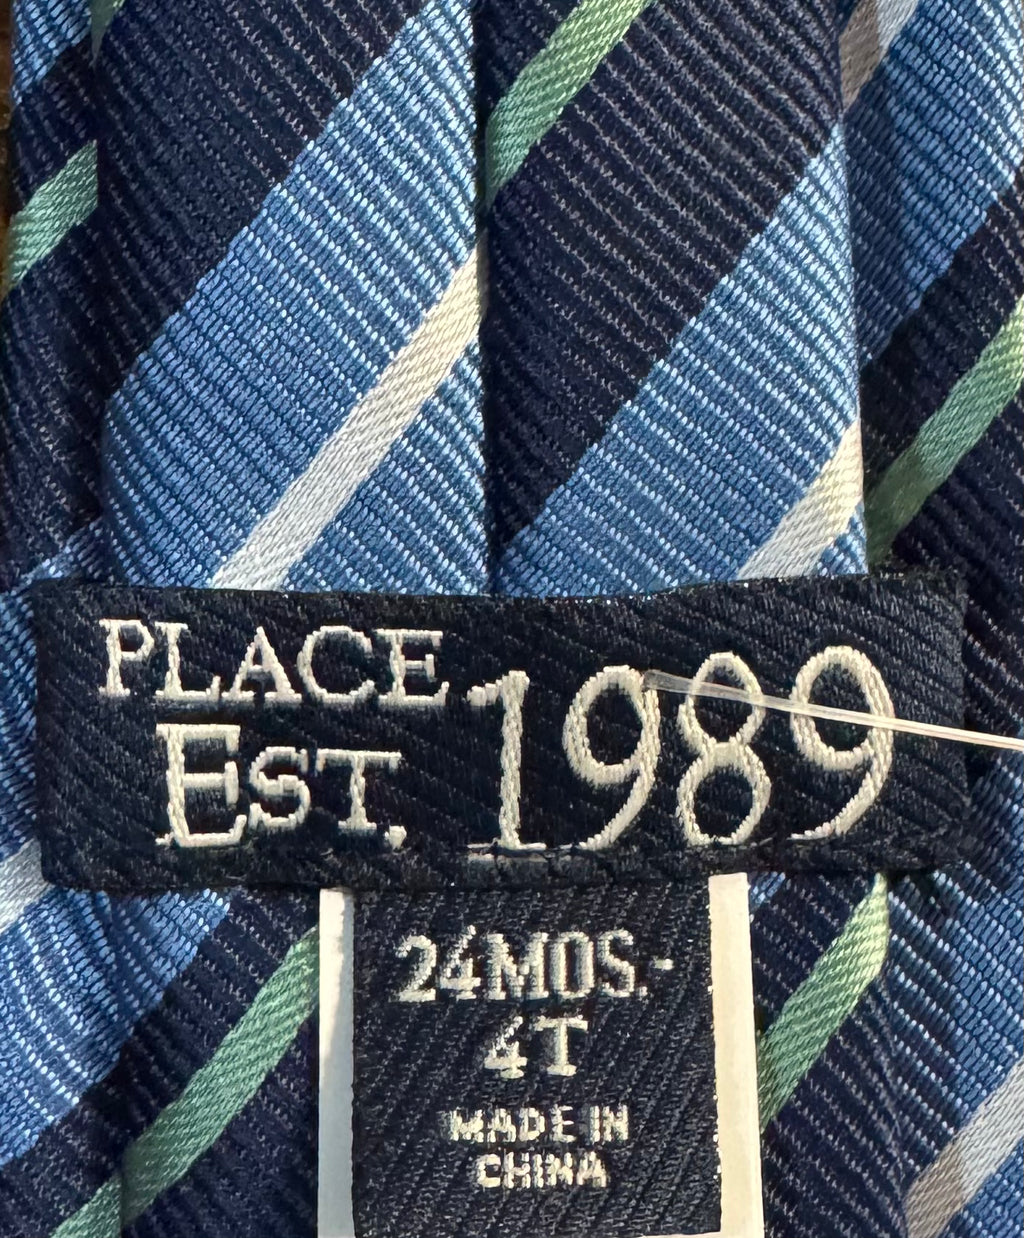 PLACE
EST. 1989
24MOS.-
4T
MADE IN
CHINA